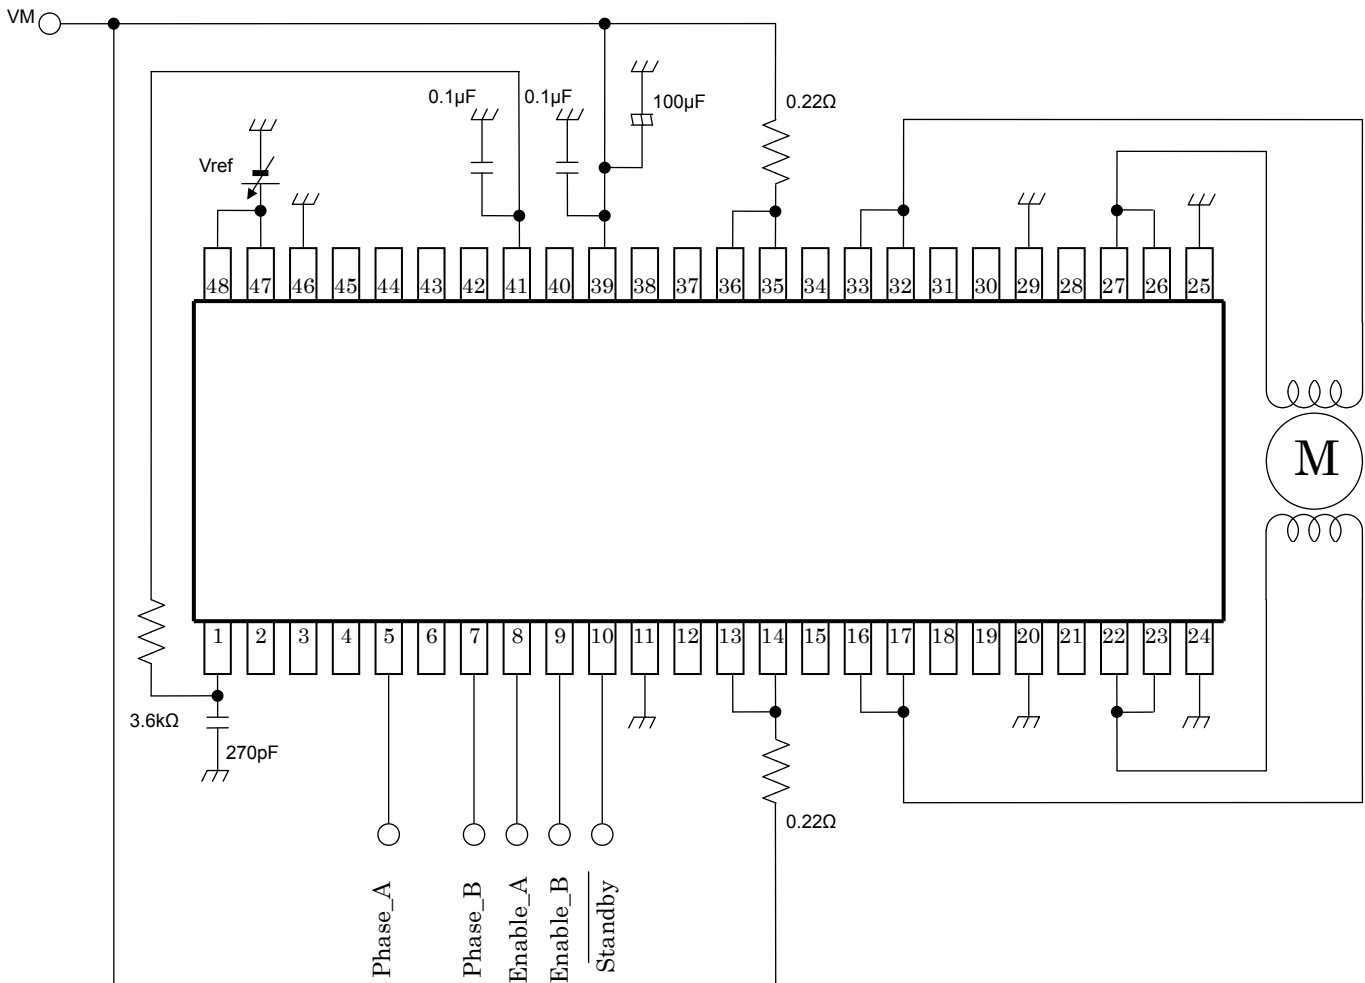 VM
0.1µF
0.1µF
100µF
0.22Ω
Vref
48 47 46 45 44 43 42 41 40 39 38 37 36 35 34 33 32 31 30 29 28 27 26 25
M
1 2 3 4 5 6 7 8 9 10 11 12 13 14 15 16 17 18 19 20 21 22 23 24
3.6kΩ
270pF
0.22Ω
Phase_A
Phase_B
Enable_A
Enable_B
Standby